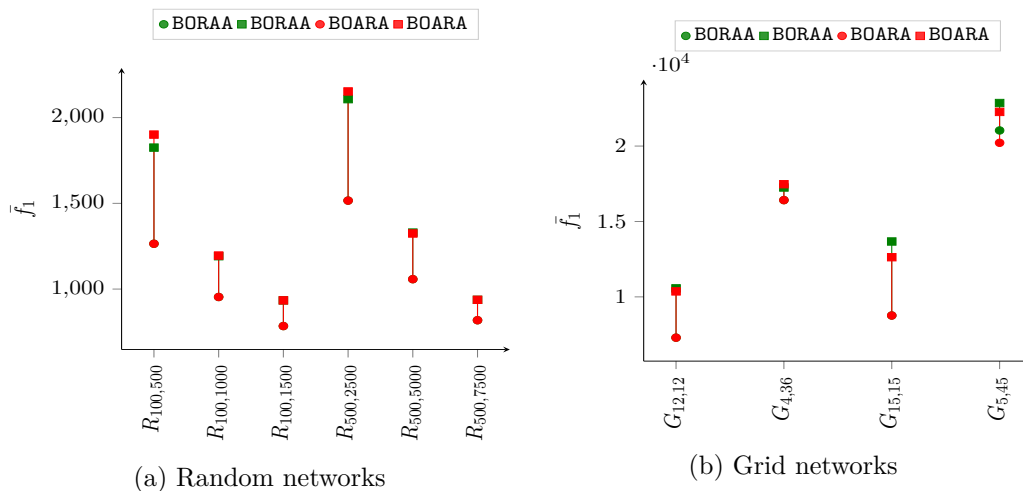 BORAA BORAA BOARA BOARA
2,000
1,500
1,000
f̄₁
R₁₀₀,₅₀₀
R₁₀₀,₁₀₀₀
R₁₀₀,₁₅₀₀
R₅₀₀,₂₅₀₀
R₅₀₀,₅₀₀₀
R₅₀₀,₇₅₀₀
(a) Random networks
BORAA BORAA BOARA BOARA
·10⁴
2
1.5
1
f̄₁
G₁₂,₁₂
G₄,₃₆
G₁₅,₁₅
G₅,₄₅
(b) Grid networks